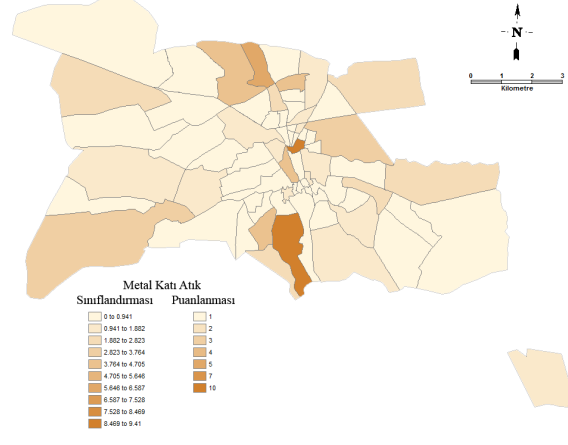 N
0 1 2 3
Kilometre
Metal Katı Atık
Sınıflandırması Puanlanması
0 to 0.941 1
0.941 to 1.882 2
1.882 to 2.823 3
2.823 to 3.764 4
3.764 to 4.705 5
4.705 to 5.646 7
5.646 to 6.587 10
6.587 to 7.528
7.528 to 8.469
8.469 to 9.41